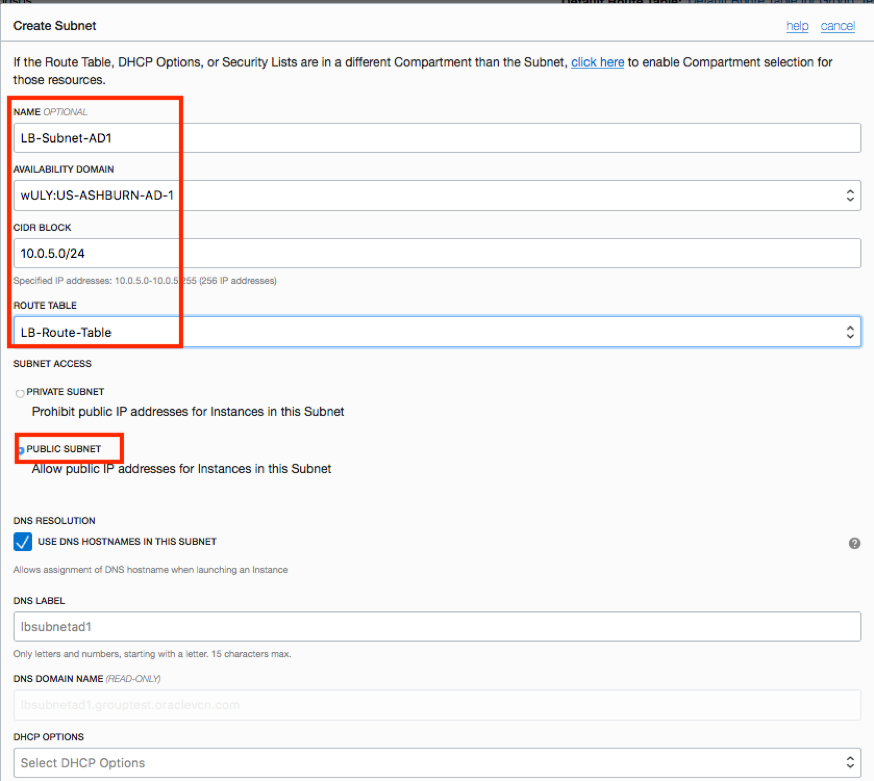 Create Subnet
help cancel
If the Route Table, DHCP Options, or Security Lists are in a different Compartment than the Subnet, click here to enable Compartment selection for
those resources.
NAME OPTIONAL
LB-Subnet-AD1
AVAILABILITY DOMAIN
wULY:US-ASHBURN-AD-1
CIDR BLOCK
10.0.5.0/24
Specified IP addresses: 10.0.5.0-10.0.5.255 (256 IP addresses)
ROUTE TABLE
LB-Route-Table
SUBNET ACCESS
PRIVATE SUBNET
Prohibit public IP addresses for Instances in this Subnet
PUBLIC SUBNET
Allow public IP addresses for Instances in this Subnet
DNS RESOLUTION
USE DNS HOSTNAMES IN THIS SUBNET
?
Allows assignment of DNS hostname when launching an Instance
DNS LABEL
lbsubnetad1
Only letters and numbers, starting with a letter. 15 characters max.
DNS DOMAIN NAME (READ-ONLY)
lbsubnetad1.grouptest.oraclevcn.com
DHCP OPTIONS
Select DHCP Options